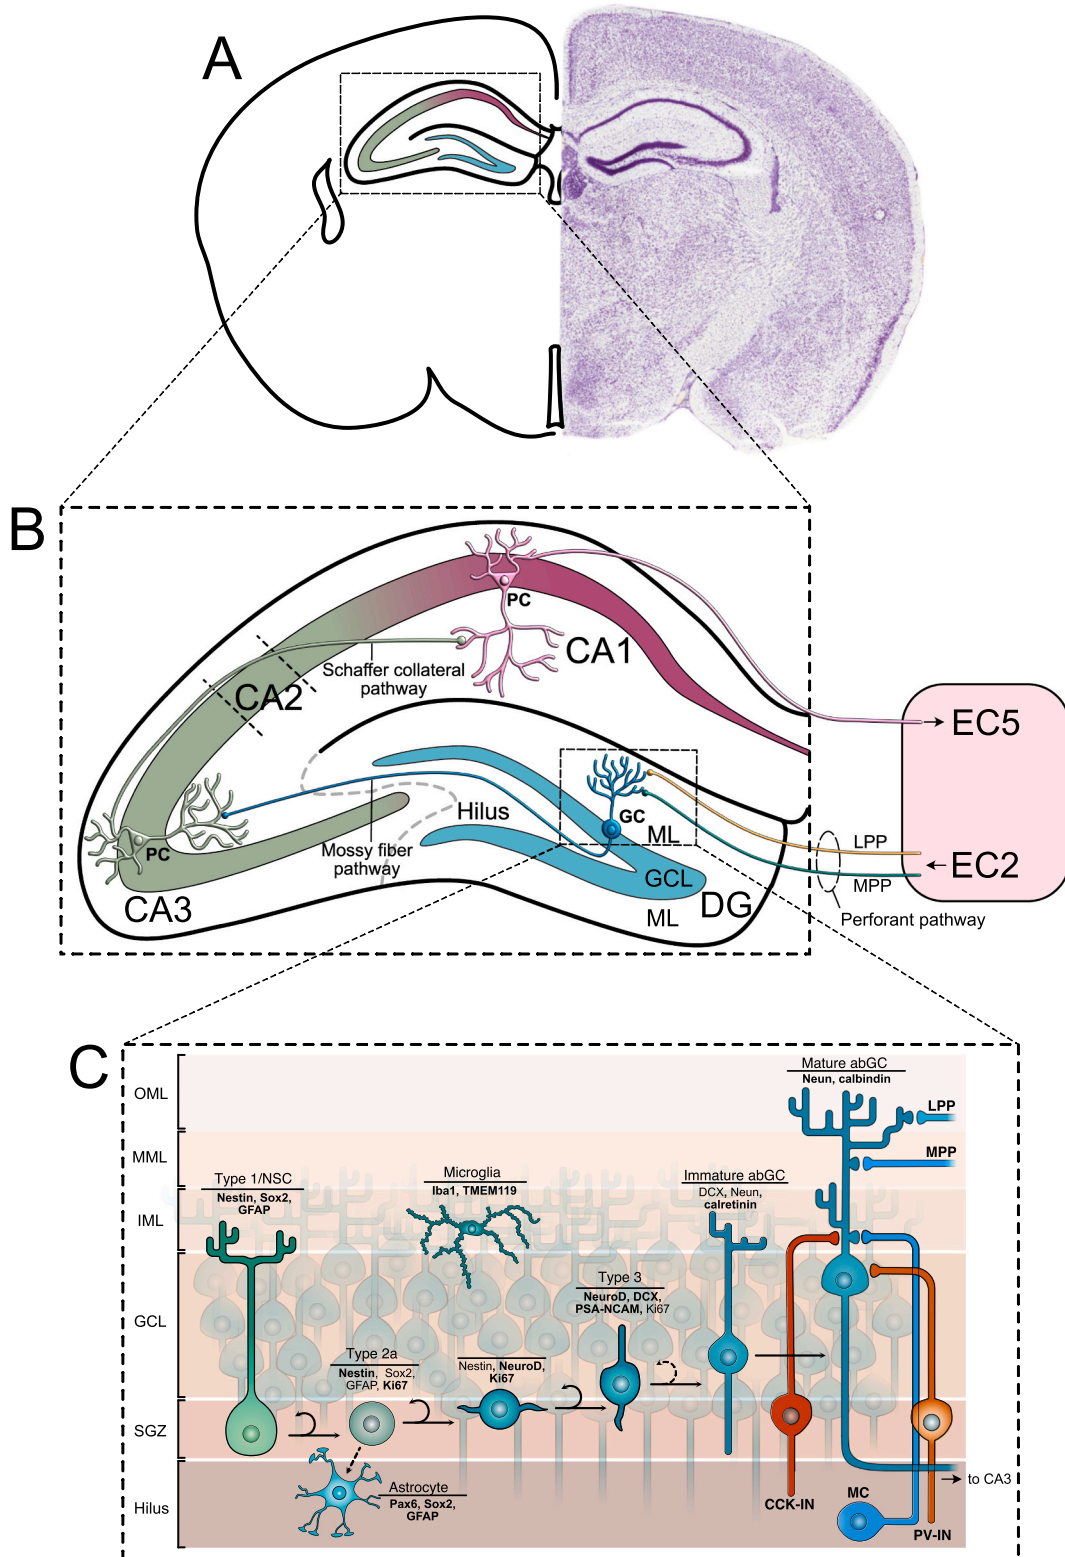 A
B
PC
CA1
Schaffer collateral
pathway
CA2
EC5
Hilus
GC
ML
LPP
PC
Mossy fiber
pathway
EC2
MPP
GCL
CA3
ML
DG
Perforant pathway
C
Mature abGC
Neun, calbindin
OML
LPP
MML
MPP
Type 1/NSC
Nestin, Sox2,
GFAP
Microglia
Iba1, TMEM119
Immature abGC
DCX, Neun,
calretinin
IML
Type 3
NeuroD, DCX,
PSA-NCAM, Ki67
GCL
Type 2a
Nestin, Sox2,
GFAP, Ki67
Nestin, NeuroD,
Ki67
SGZ
to CA3
Astrocyte
Pax6, Sox2,
GFAP
Hilus
CCK-IN
MC
PV-IN